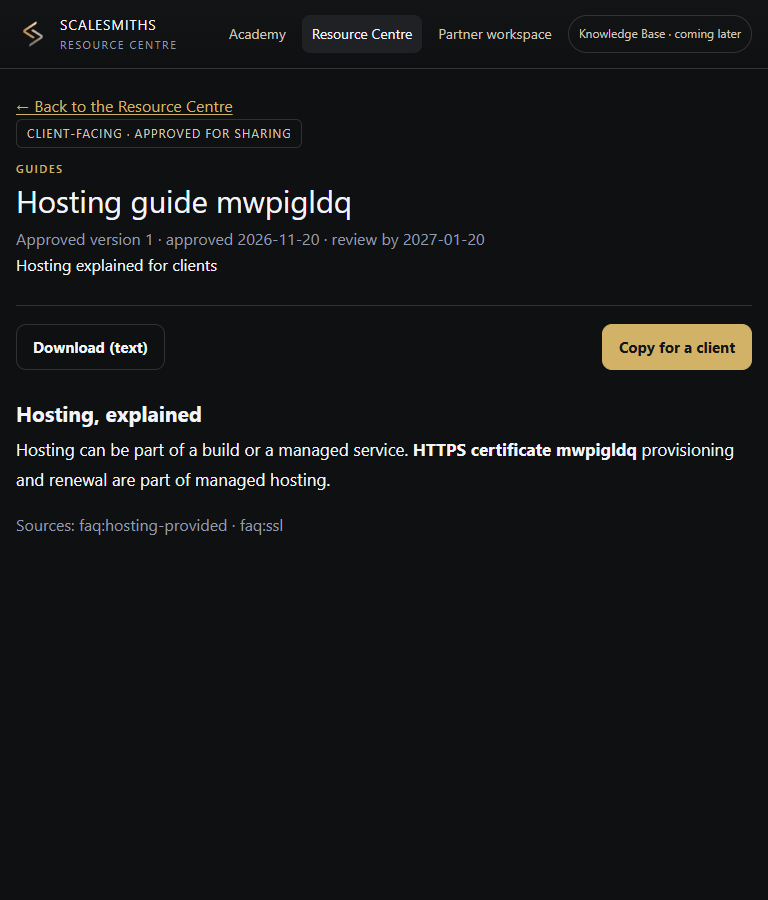 SCALESMITHS
RESOURCE CENTRE
Academy
Resource Centre
Partner workspace
Knowledge Base · coming later
← Back to the Resource Centre
CLIENT-FACING · APPROVED FOR SHARING
GUIDES
Hosting guide mwpigldq
Approved version 1 · approved 2026-11-20 · review by 2027-01-20
Hosting explained for clients
Download (text)
Copy for a client
Hosting, explained
Hosting can be part of a build or a managed service. HTTPS certificate mwpigldq provisioning
and renewal are part of managed hosting.
Sources: faq:hosting-provided · faq:ssl